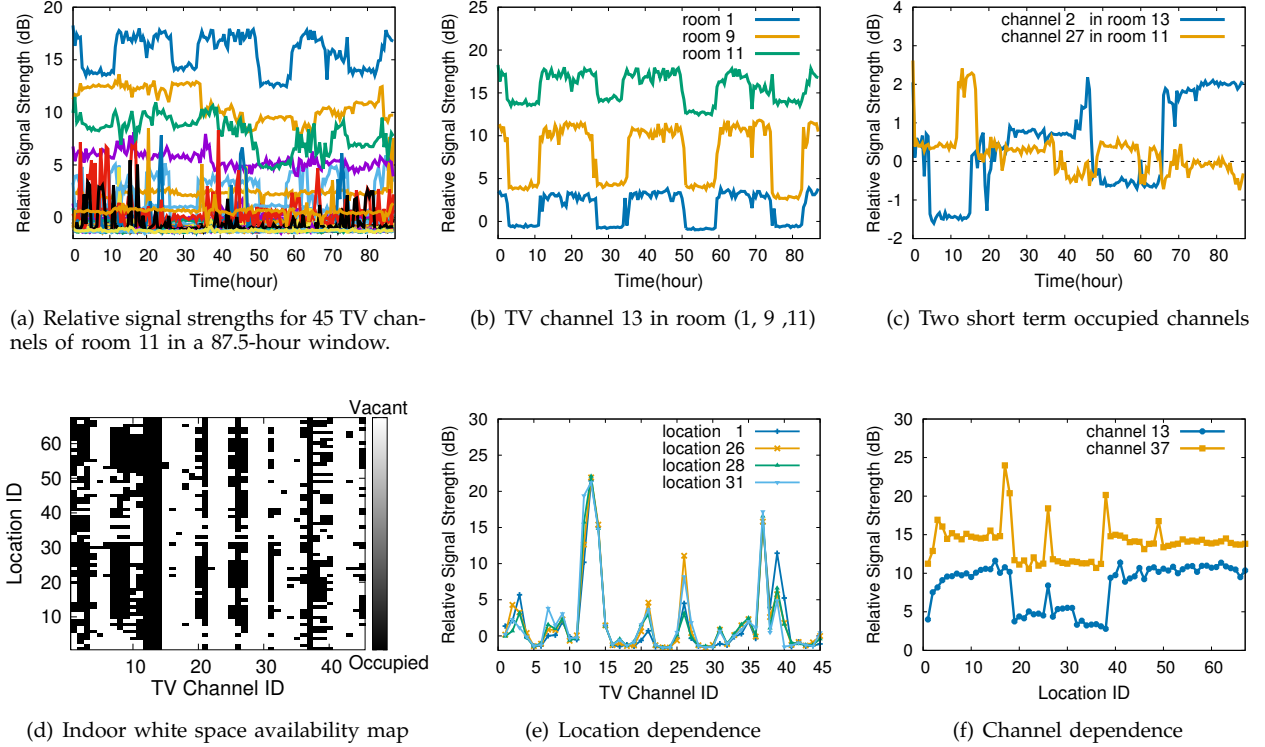 25
20
15
10
5
0
Relative Signal Strength (dB)
0 10 20 30 40 50 60 70 80
Time(hour)
(a) Relative signal strengths for 45 TV chan-
nels of room 11 in a 87.5-hour window.
25
20
15
10
5
0
Relative Signal Strength (dB)
room 1
room 9
room 11
0 10 20 30 40 50 60 70 80
Time(hour)
(b) TV channel 13 in room (1, 9 ,11)
4
3
2
1
0
-1
-2
Relative Signal Strength (dB)
channel 2 in room 13
channel 27 in room 11
0 10 20 30 40 50 60 70 80
Time(hour)
(c) Two short term occupied channels
Vacant
60
50
40
30
20
10
Location ID
10 20 30 40
Occupied
TV Channel ID
(d) Indoor white space availability map
30
25
20
15
10
5
0
Relative Signal Strength (dB)
location 1
location 26
location 28
location 31
0 5 10 15 20 25 30 35 40 45
TV Channel ID
(e) Location dependence
30
25
20
15
10
5
0
Relative Signal Strength (dB)
channel 13
channel 37
0 10 20 30 40 50 60
Location ID
(f) Channel dependence